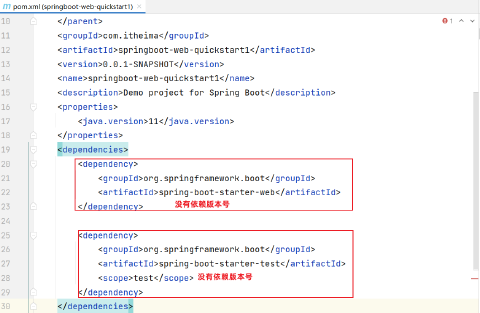 pom.xml (springboot-web-quickstart1) ×
10 </parent> 1
11 <groupId>com.itheima</groupId>
12 <artifactId>springboot-web-quickstart1</artifactId>
13 <version>0.0.1-SNAPSHOT</version>
14 <name>springboot-web-quickstart1</name>
15 <description>Demo project for Spring Boot</description>
16 <properties>
17 <java.version>11</java.version>
18 </properties>
19 <dependencies>
20 <dependency>
21 <groupId>org.springframework.boot</groupId>
22 <artifactId>spring-boot-starter-web</artifactId>
23 </dependency> 没有依赖版本号
24
25 <dependency>
26 <groupId>org.springframework.boot</groupId>
27 <artifactId>spring-boot-starter-test</artifactId>
28 <scope>test</scope> 没有依赖版本号
29 </dependency>
30 </dependencies>